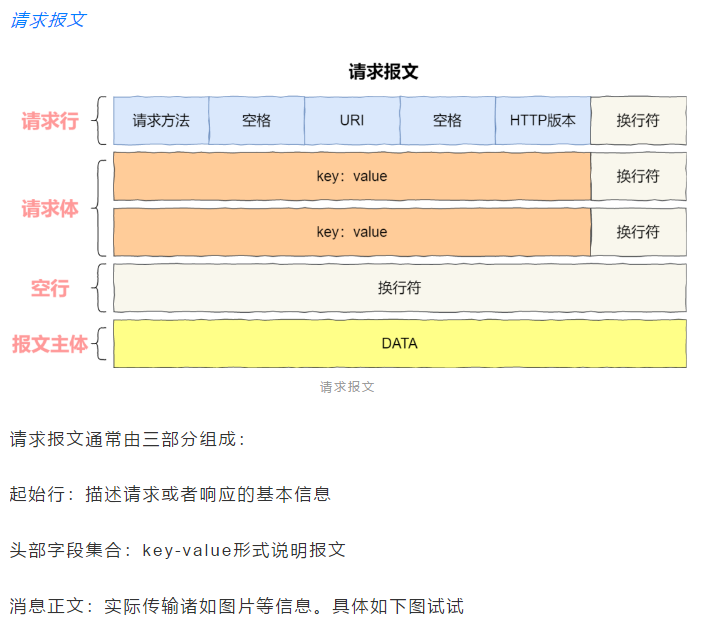 请求报文
请求报文
请求行 请求方法 空格 URI 空格 HTTP版本 换行符
请求体 key：value 换行符
key：value 换行符
空行 换行符
报文主体 DATA
请求报文
请求报文通常由三部分组成：
起始行：描述请求或者响应的基本信息
头部字段集合：key-value形式说明报文
消息正文：实际传输诸如图片等信息。具体如下图试试